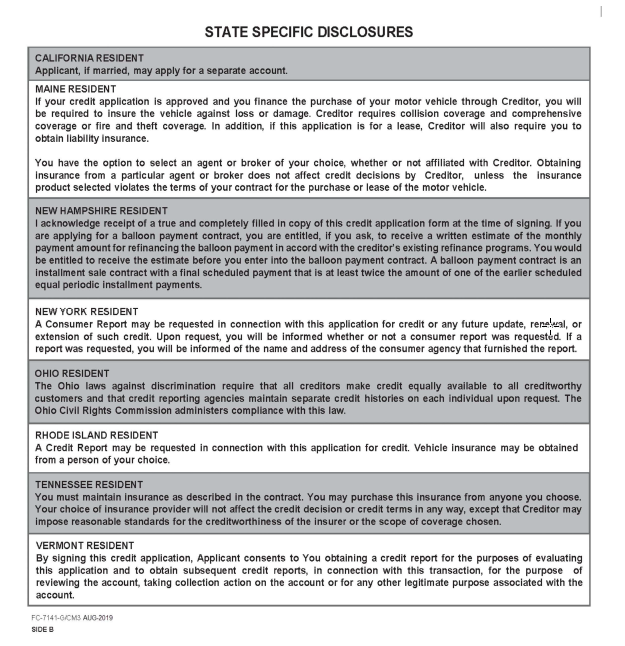 STATE SPECIFIC DISCLOSURES
CALIFORNIA RESIDENT
Applicant, if married, may apply for a separate account.
MAINE RESIDENT
If your credit application is approved and you finance the purchase of your motor vehicle through Creditor, you will
be required to insure the vehicle against loss or damage. Creditor requires collision coverage and comprehensive
coverage or fire and theft coverage. In addition, if this application is for a lease, Creditor will also require you to
obtain liability insurance.
You have the option to select an agent or broker of your choice, whether or not affiliated with Creditor. Obtaining
insurance from a particular agent or broker does not affect credit decisions by Creditor, unless the insurance
product selected violates the terms of your contract for the purchase or lease of the motor vehicle.
NEW HAMPSHIRE RESIDENT
I acknowledge receipt of a true and completely filled in copy of this credit application form at the time of signing. If you
are applying for a balloon payment contract, you are entitled, if you ask, to receive a written estimate of the monthly
payment amount for refinancing the balloon payment in accord with the creditor's existing refinance programs. You would
be entitled to receive the estimate before you enter into the balloon payment contract. A balloon payment contract is an
installment sale contract with a final scheduled payment that is at least twice the amount of one of the earlier scheduled
equal periodic installment payments.
NEW YORK RESIDENT
A Consumer Report may be requested in connection with this application for credit or any future update, renewal, or
extension of such credit. Upon request, you will be informed whether or not a consumer report was requested. If a
report was requested, you will be informed of the name and address of the consumer agency that furnished the report.
OHIO RESIDENT
The Ohio laws against discrimination require that all creditors make credit equally available to all creditworthy
customers and that credit reporting agencies maintain separate credit histories on each individual upon request. The
Ohio Civil Rights Commission administers compliance with this law.
RHODE ISLAND RESIDENT
A Credit Report may be requested in connection with this application for credit. Vehicle insurance may be obtained
from a person of your choice.
TENNESSEE RESIDENT
You must maintain insurance as described in the contract. You may purchase this insurance from anyone you choose.
Your choice of insurance provider will not affect the credit decision or credit terms in any way, except that Creditor may
impose reasonable standards for the creditworthiness of the insurer or the scope of coverage chosen.
VERMONT RESIDENT
By signing this credit application, Applicant consents to You obtaining a credit report for the purposes of evaluating
this application and to obtain subsequent credit reports, in connection with this transaction, for the purpose of
reviewing the account, taking collection action on the account or for any other legitimate purpose associated with the
account.
FC-7141-G/CM3 AUG-2019
SIDE B